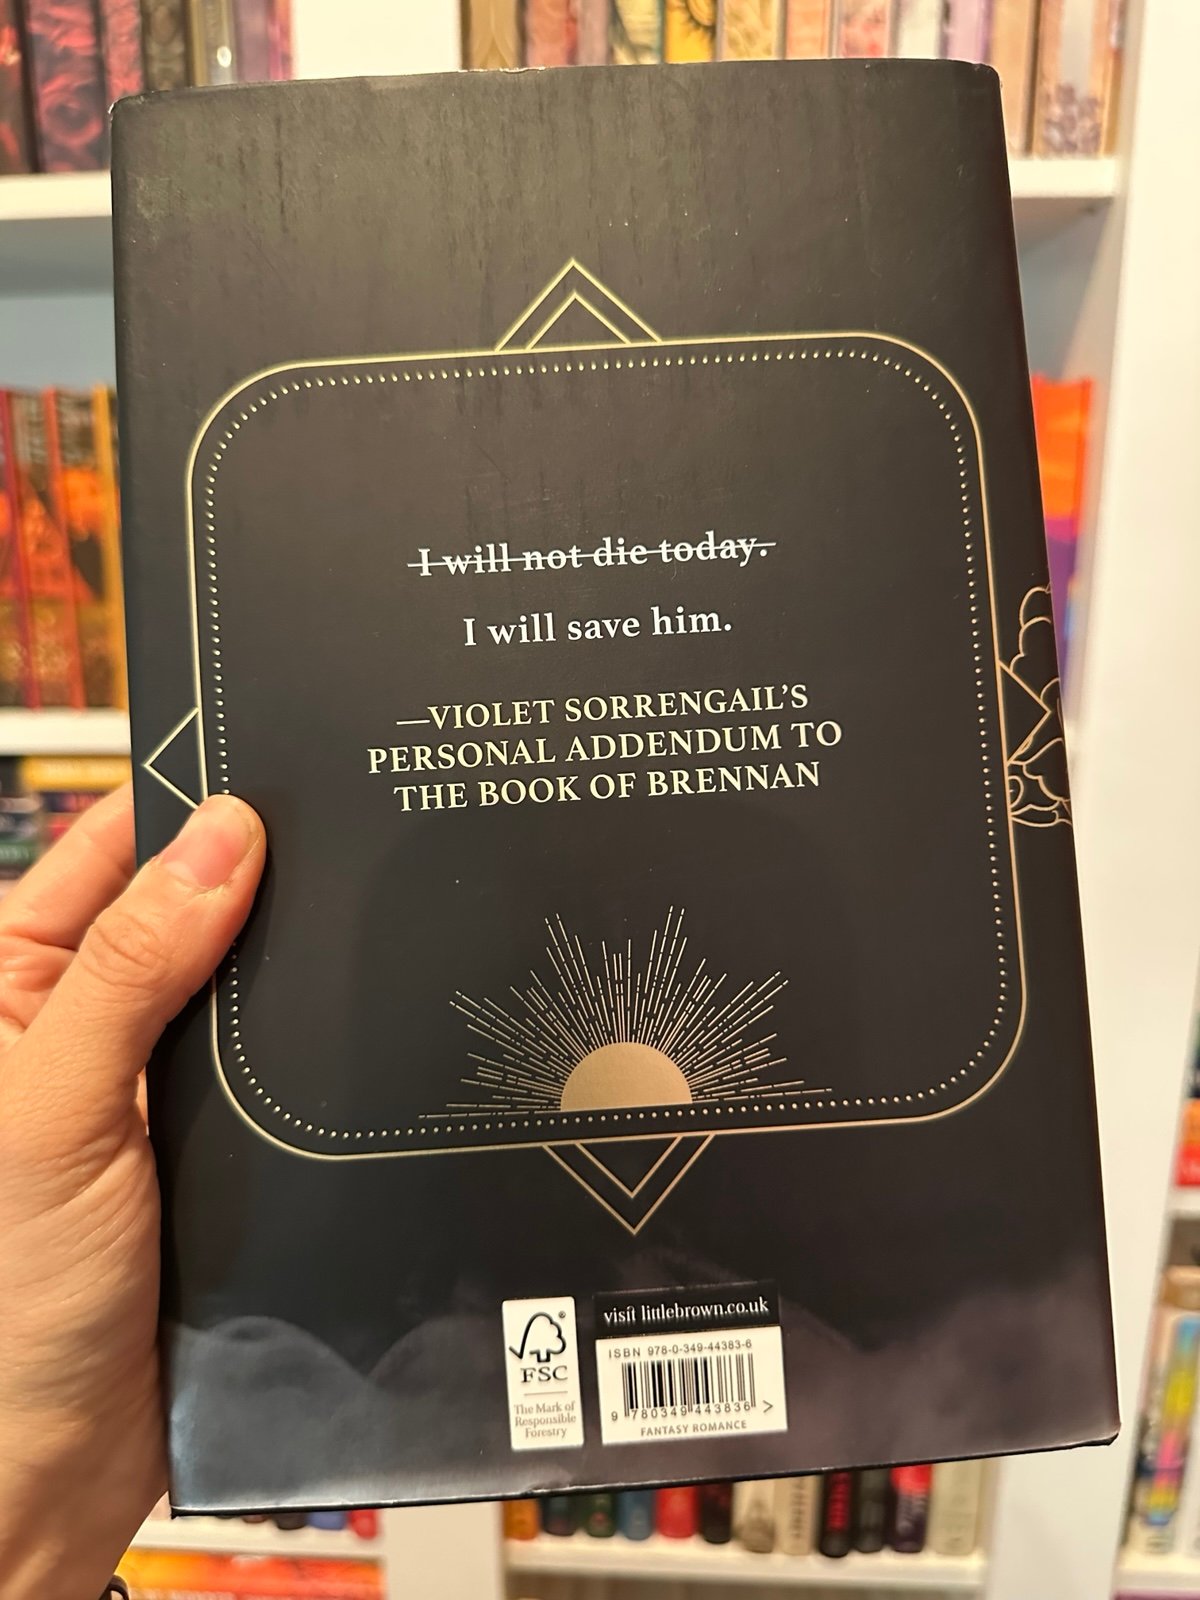 I will not die today.
I will save him.
—VIOLET SORRENGAIL'S
PERSONAL ADDENDUM TO
THE BOOK OF BRENNAN
visit littlebrown.co.uk
FSC
®
The Mark of
Responsible
Forestry
ISBN 978-0-349-44383-6
9 780349 443836 >
FANTASY ROMANCE